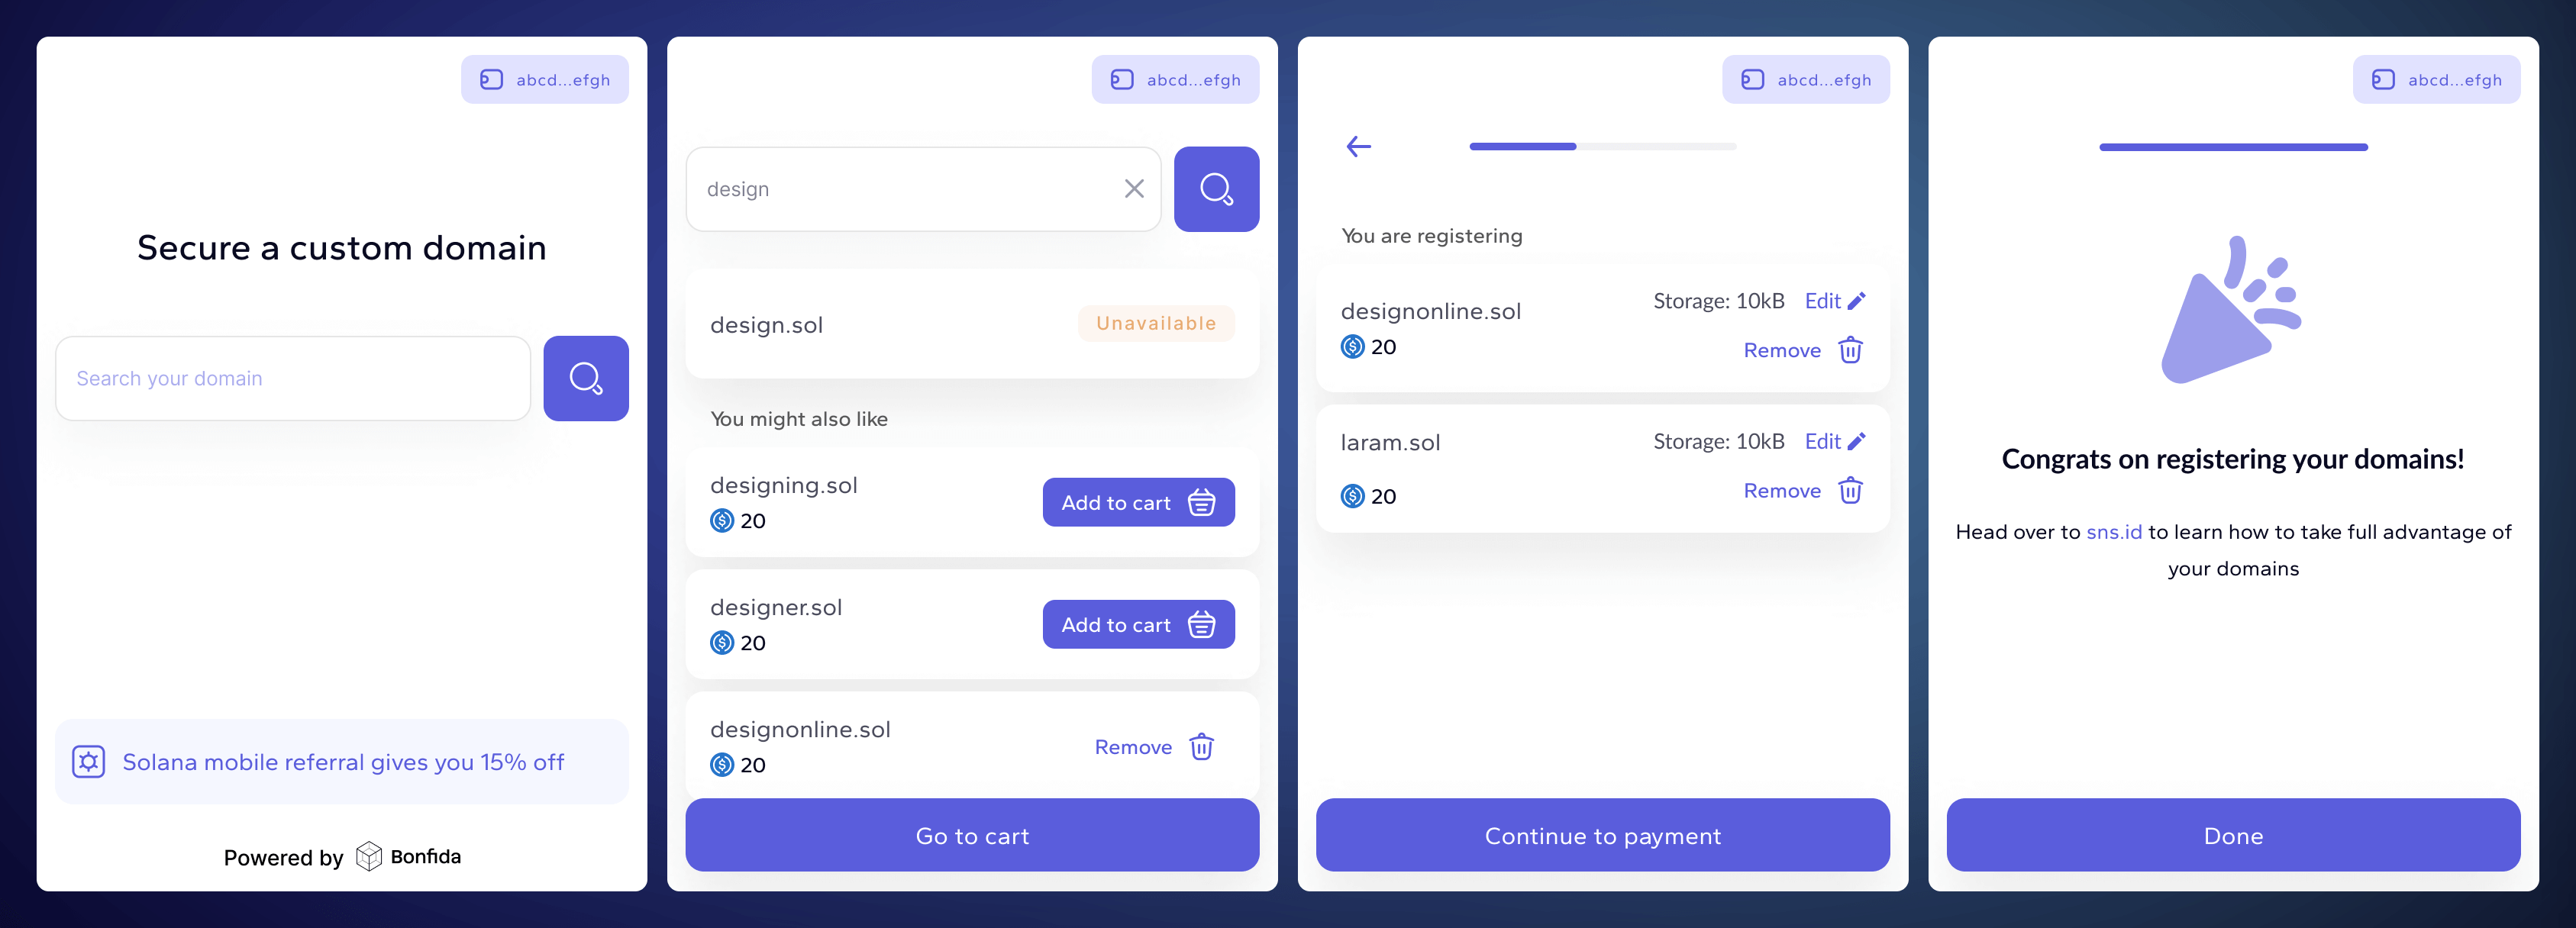 abcd...efgh
Secure a custom domain
Search your domain
Solana mobile referral gives you 15% off
Powered by Bonfida
abcd...efgh
design
design.sol
Unavailable
You might also like
designing.sol
20
Add to cart
designer.sol
20
Add to cart
designonline.sol
20
Remove
Go to cart
abcd...efgh
You are registering
designonline.sol
Storage: 10kB Edit
20
Remove
laram.sol
Storage: 10kB Edit
20
Remove
Continue to payment
abcd...efgh
Congrats on registering your domains!
Head over to sns.id to learn how to take full advantage of
your domains
Done